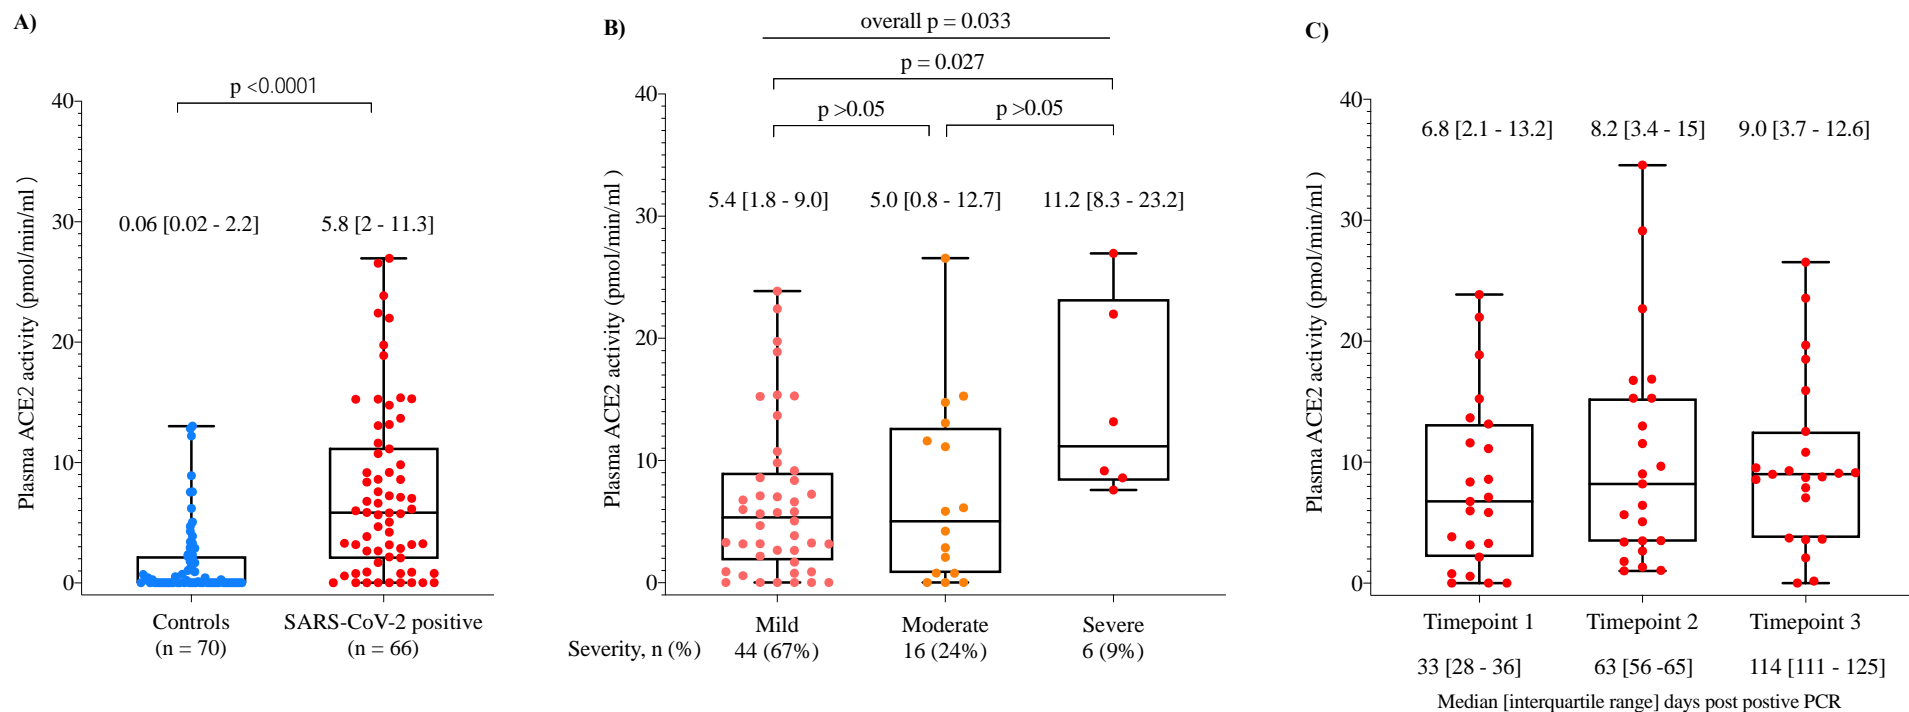 A)
p <0.0001
40
30
20
10
0
Plasma ACE2 activity (pmol/min/ml )
0.06 [0.02 - 2.2]
5.8 [2 - 11.3]
Controls
(n = 70)
SARS-CoV-2 positive
(n = 66)
B)
overall p = 0.033
p = 0.027
p >0.05
p >0.05
40
30
20
10
0
Plasma ACE2 activity (pmol/min/ml )
5.4 [1.8 - 9.0]
5.0 [0.8 - 12.7]
11.2 [8.3 - 23.2]
Mild
Moderate
Severe
Severity, n (%)
44 (67%)
16 (24%)
6 (9%)
C)
40
30
20
10
0
Plasma ACE2 activity (pmol/min/ml )
6.8 [2.1 - 13.2]
8.2 [3.4 - 15]
9.0 [3.7 - 12.6]
Timepoint 1
Timepoint 2
Timepoint 3
33 [28 - 36]
63 [56 -65]
114 [111 - 125]
Median [interquartile range] days post postive PCR